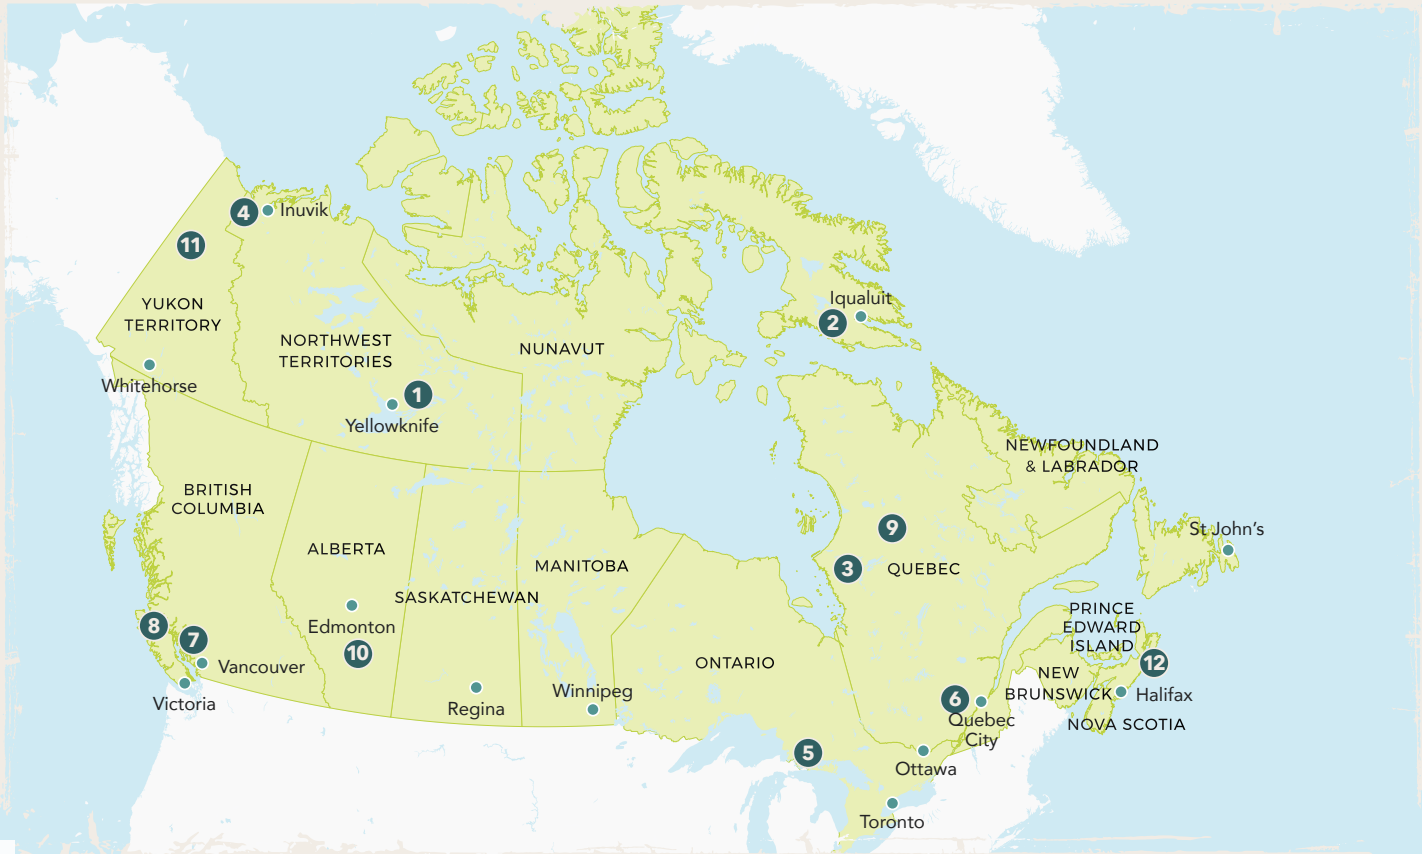 4
Inuvik
11
YUKON
TERRITORY
Iqualuit
2
NORTHWEST
TERRITORIES
NUNAVUT
Whitehorse
1
Yellowknife
NEWFOUNDLAND
& LABRADOR
BRITISH
COLUMBIA
9
St John's
ALBERTA
3
QUEBEC
MANITOBA
SASKATCHEWAN
PRINCE
EDWARD
ISLAND
8
7
Edmonton
10
Vancouver
ONTARIO
12
NEW
BRUNSWICK
Halifax
Victoria
Regina
Winnipeg
6
Quebec
City
NOVA SCOTIA
5
Ottawa
Toronto